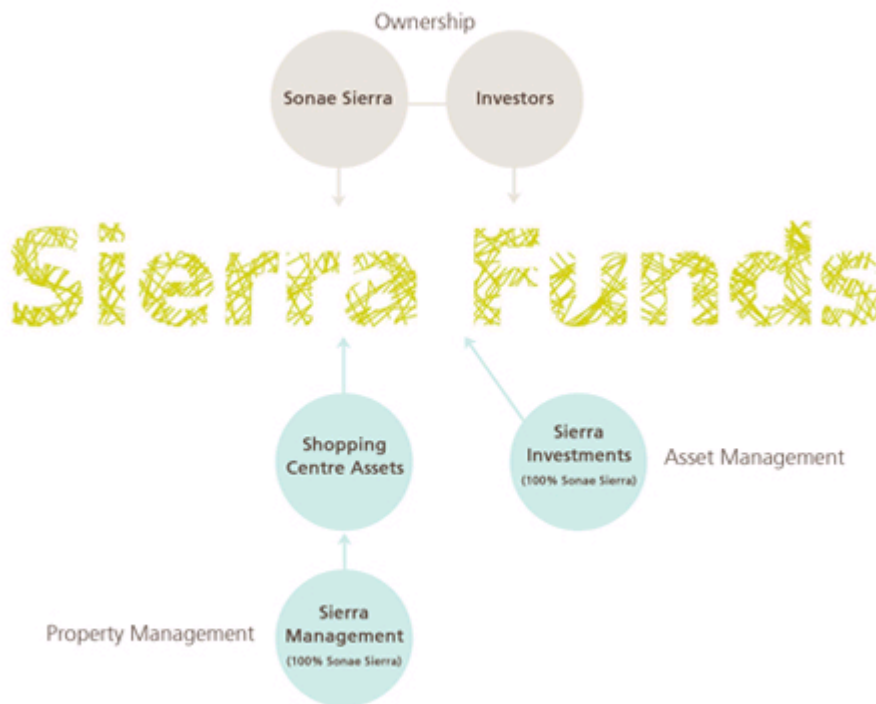 Ownership
Sonae Sierra
Investors
Sierra Funds
Shopping
Centre Assets
Sierra
Investments
(100% Sonae Sierra)
Asset Management
Property Management
Sierra
Management
(100% Sonae Sierra)